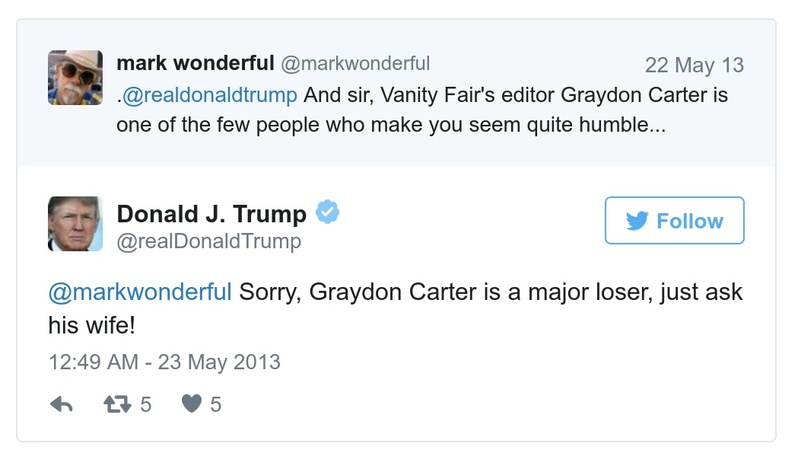 mark wonderful @markwonderful 22 May 13
.@realdonaldtrump And sir, Vanity Fair's editor Graydon Carter is
one of the few people who make you seem quite humble...
Donald J. Trump
@realDonaldTrump
Follow
@markwonderful Sorry, Graydon Carter is a major loser, just ask
his wife!
12:49 AM - 23 May 2013
5 5